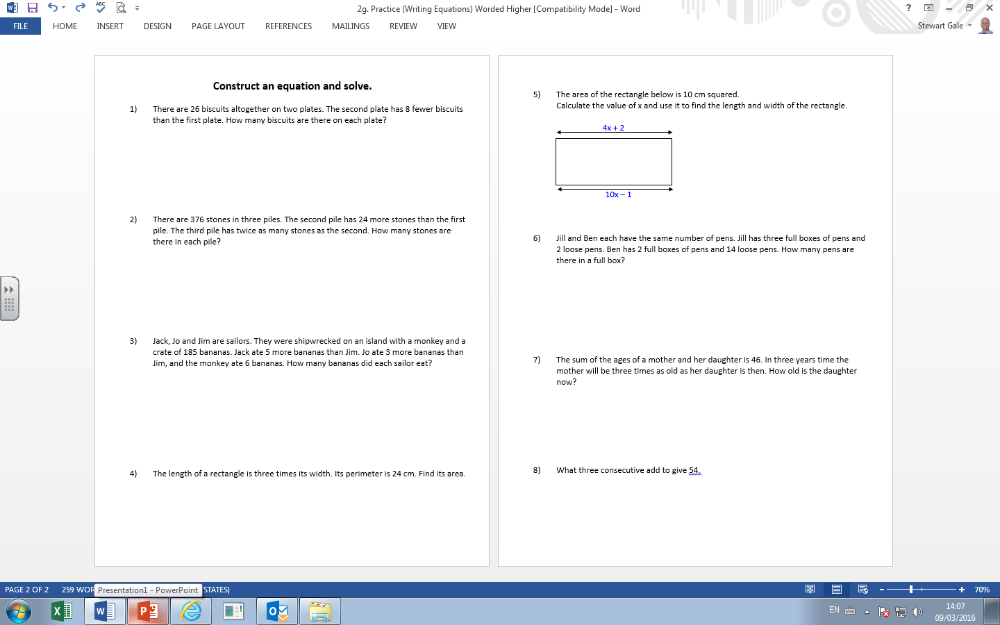 2g. Practice (Writing Equations) Worded Higher [Compatibility Mode] - Word
FILE HOME INSERT DESIGN PAGE LAYOUT REFERENCES MAILINGS REVIEW VIEW
Stewart Gale
Construct an equation and solve.
1) There are 26 biscuits altogether on two plates. The second plate has 8 fewer biscuits
than the first plate. How many biscuits are there on each plate?
2) There are 376 stones in three piles. The second pile has 24 more stones than the first
pile. The third pile has twice as many stones as the second. How many stones are
there in each pile?
3) Jack, Jo and Jim are sailors. They were shipwrecked on an island with a monkey and a
crate of 185 bananas. Jack ate 5 more bananas than Jim. Jo ate 3 more bananas than
Jim, and the monkey ate 6 bananas. How many bananas did each sailor eat?
4) The length of a rectangle is three times its width. Its perimeter is 24 cm. Find its area.
5) The area of the rectangle below is 10 cm squared.
Calculate the value of x and use it to find the length and width of the rectangle.
4x + 2
10x – 1
6) Jill and Ben each have the same number of pens. Jill has three full boxes of pens and
2 loose pens. Ben has 2 full boxes of pens and 14 loose pens. How many pens are
there in a full box?
7) The sum of the ages of a mother and her daughter is 46. In three years time the
mother will be three times as old as her daughter is then. How old is the daughter
now?
8) What three consecutive add to give 54.
PAGE 2 OF 2 259 WOR STATES) 70%
Presentation1 - PowerPoint
EN
14:07
09/03/2016